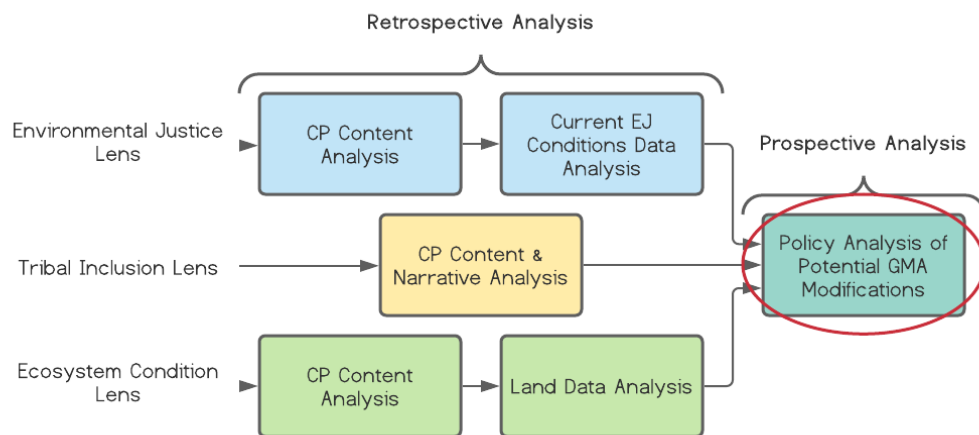 Retrospective Analysis
Environmental Justice
Lens
CP Content
Analysis
Current EJ
Conditions Data
Analysis
Prospective Analysis
Tribal Inclusion Lens
CP Content &
Narrative Analysis
Policy Analysis of
Potential GMA
Modifications
Ecosystem Condition
Lens
CP Content
Analysis
Land Data Analysis